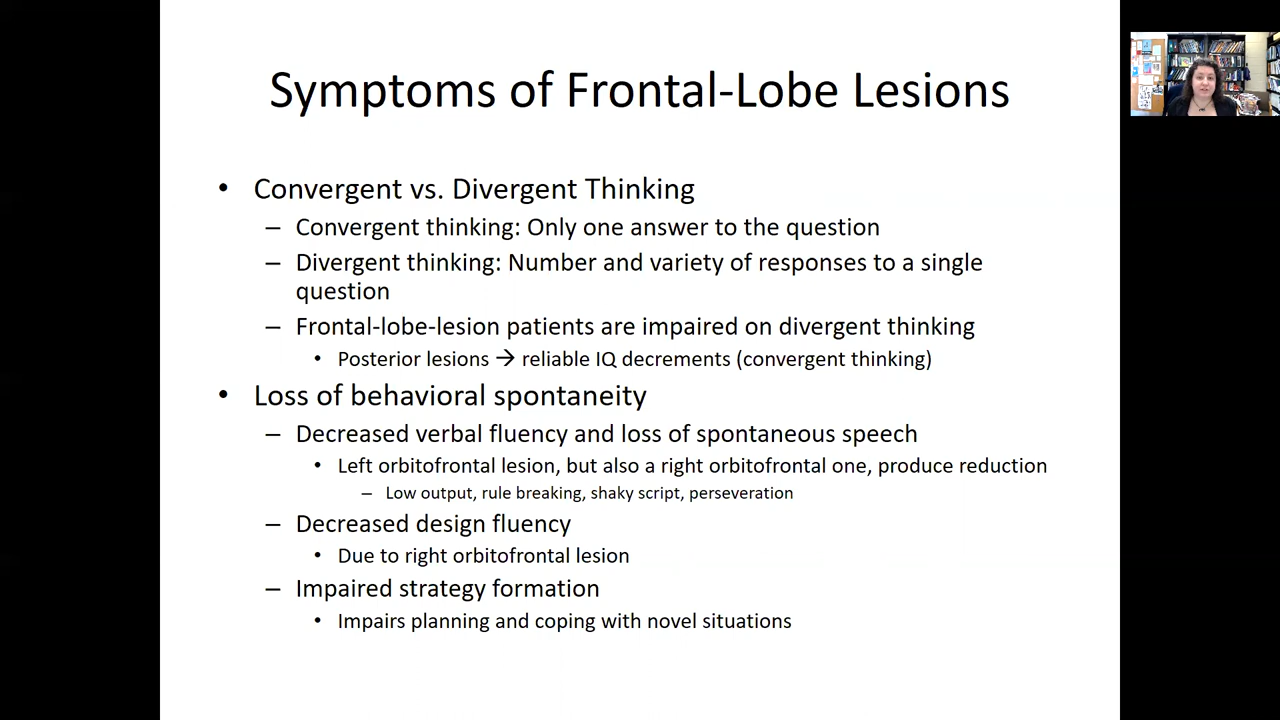 Symptoms of Frontal-Lobe Lesions
• Convergent vs. Divergent Thinking
– Convergent thinking: Only one answer to the question
– Divergent thinking: Number and variety of responses to a single
question
– Frontal-lobe-lesion patients are impaired on divergent thinking
• Posterior lesions → reliable IQ decrements (convergent thinking)
• Loss of behavioral spontaneity
– Decreased verbal fluency and loss of spontaneous speech
• Left orbitofrontal lesion, but also a right orbitofrontal one, produce reduction
– Low output, rule breaking, shaky script, perseveration
– Decreased design fluency
• Due to right orbitofrontal lesion
– Impaired strategy formation
• Impairs planning and coping with novel situations